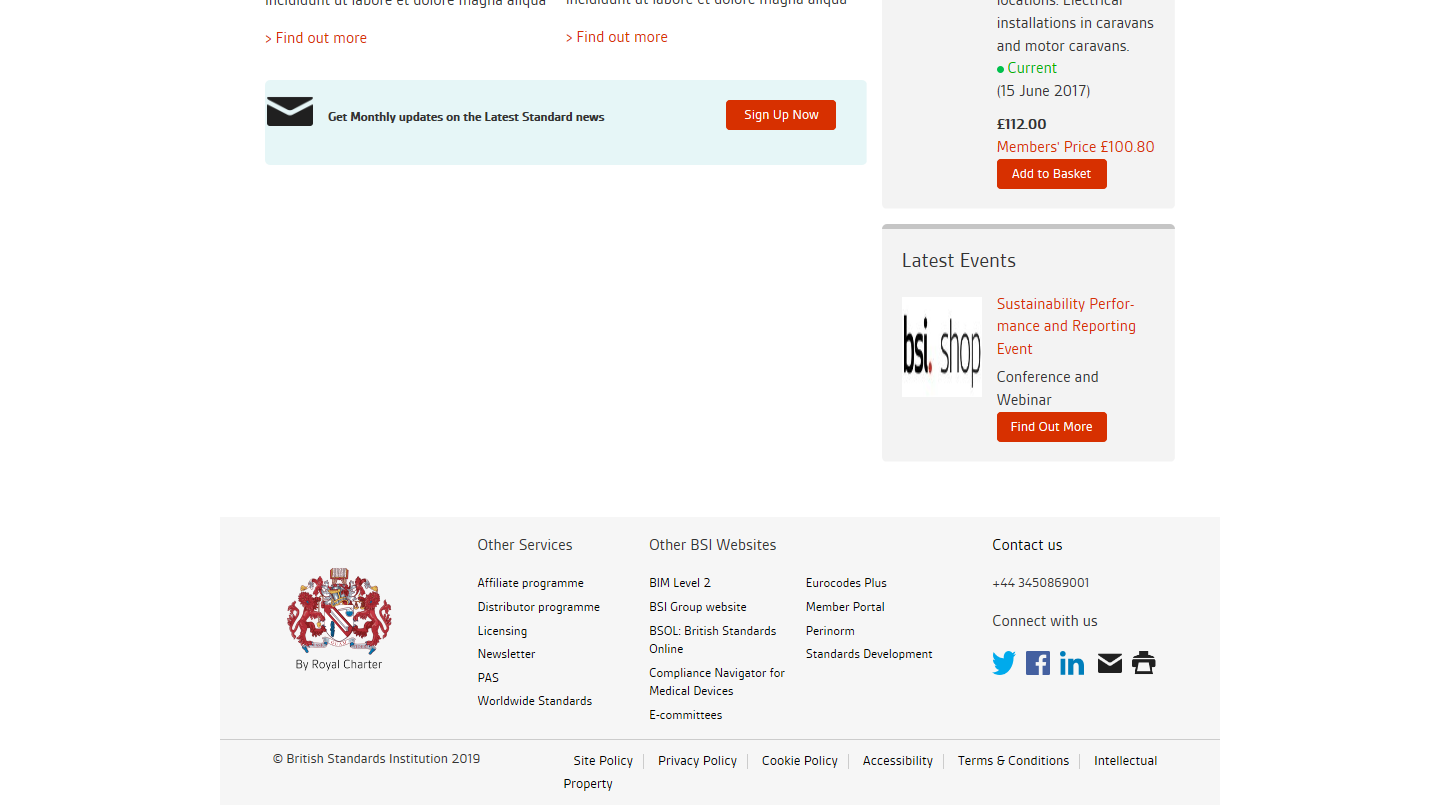 incididunt ut labore et dolore magna aliqua
incididunt ut labore et dolore magna aliqua
> Find out more
> Find out more
Get Monthly updates on the Latest Standard news
Sign Up Now
locations. Electrical
installations in caravans
and motor caravans.
Current
(15 June 2017)
£112.00
Members' Price £100.80
Add to Basket
Latest Events
bsi. shop
Sustainability Perfor-
mance and Reporting
Event
Conference and
Webinar
Find Out More
By Royal Charter
Other Services
Affiliate programme
Distributor programme
Licensing
Newsletter
PAS
Worldwide Standards
Other BSI Websites
BIM Level 2
BSI Group website
BSOL: British Standards
Online
Compliance Navigator for
Medical Devices
E-committees
Eurocodes Plus
Member Portal
Perinorm
Standards Development
Contact us
+44 3450869001
Connect with us
© British Standards Institution 2019
Site Policy
Privacy Policy
Cookie Policy
Accessibility
Terms & Conditions
Intellectual
Property